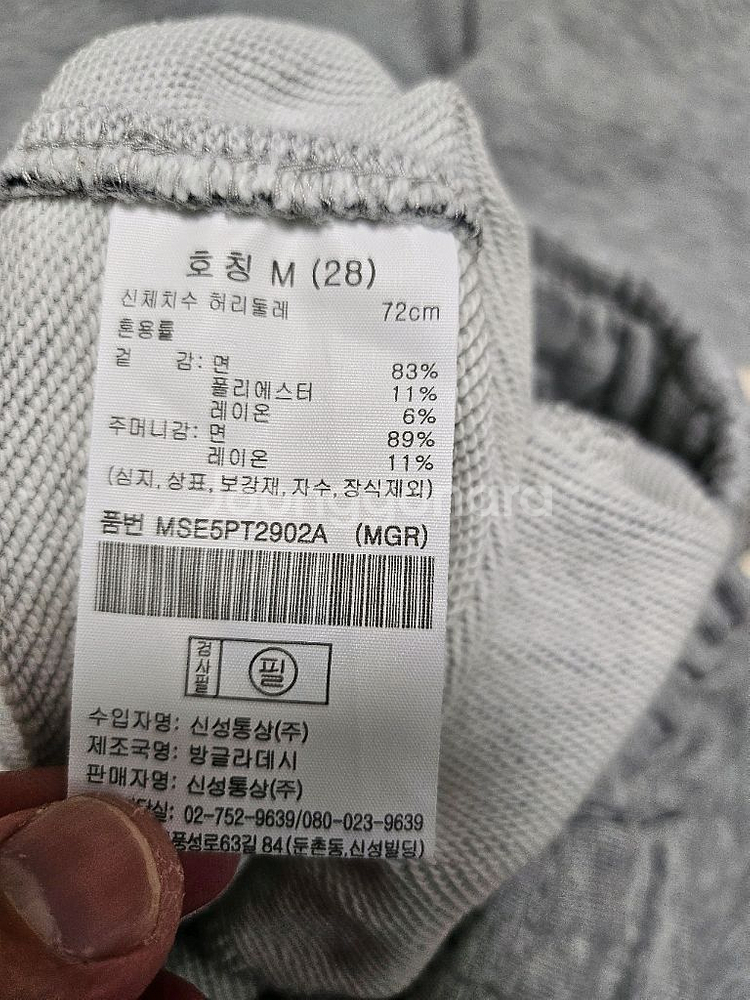 호칭 M (28)
신체치수 허리둘레 72cm
혼용률
겉 감: 면 83%
폴리에스터 11%
레이온 6%
주머니감: 면 89%
레이온 11%
(심지, 상표, 보강재, 자수, 장식제외)
품번 MSE5PT2902A (MGR)
검사필 필
수입자명: 신성통상(주)
제조국명: 방글라데시
판매자명: 신성통상(주)
02-752-9639/080-023-9639
풍성로63길 84 (둔촌동,신성빌딩)